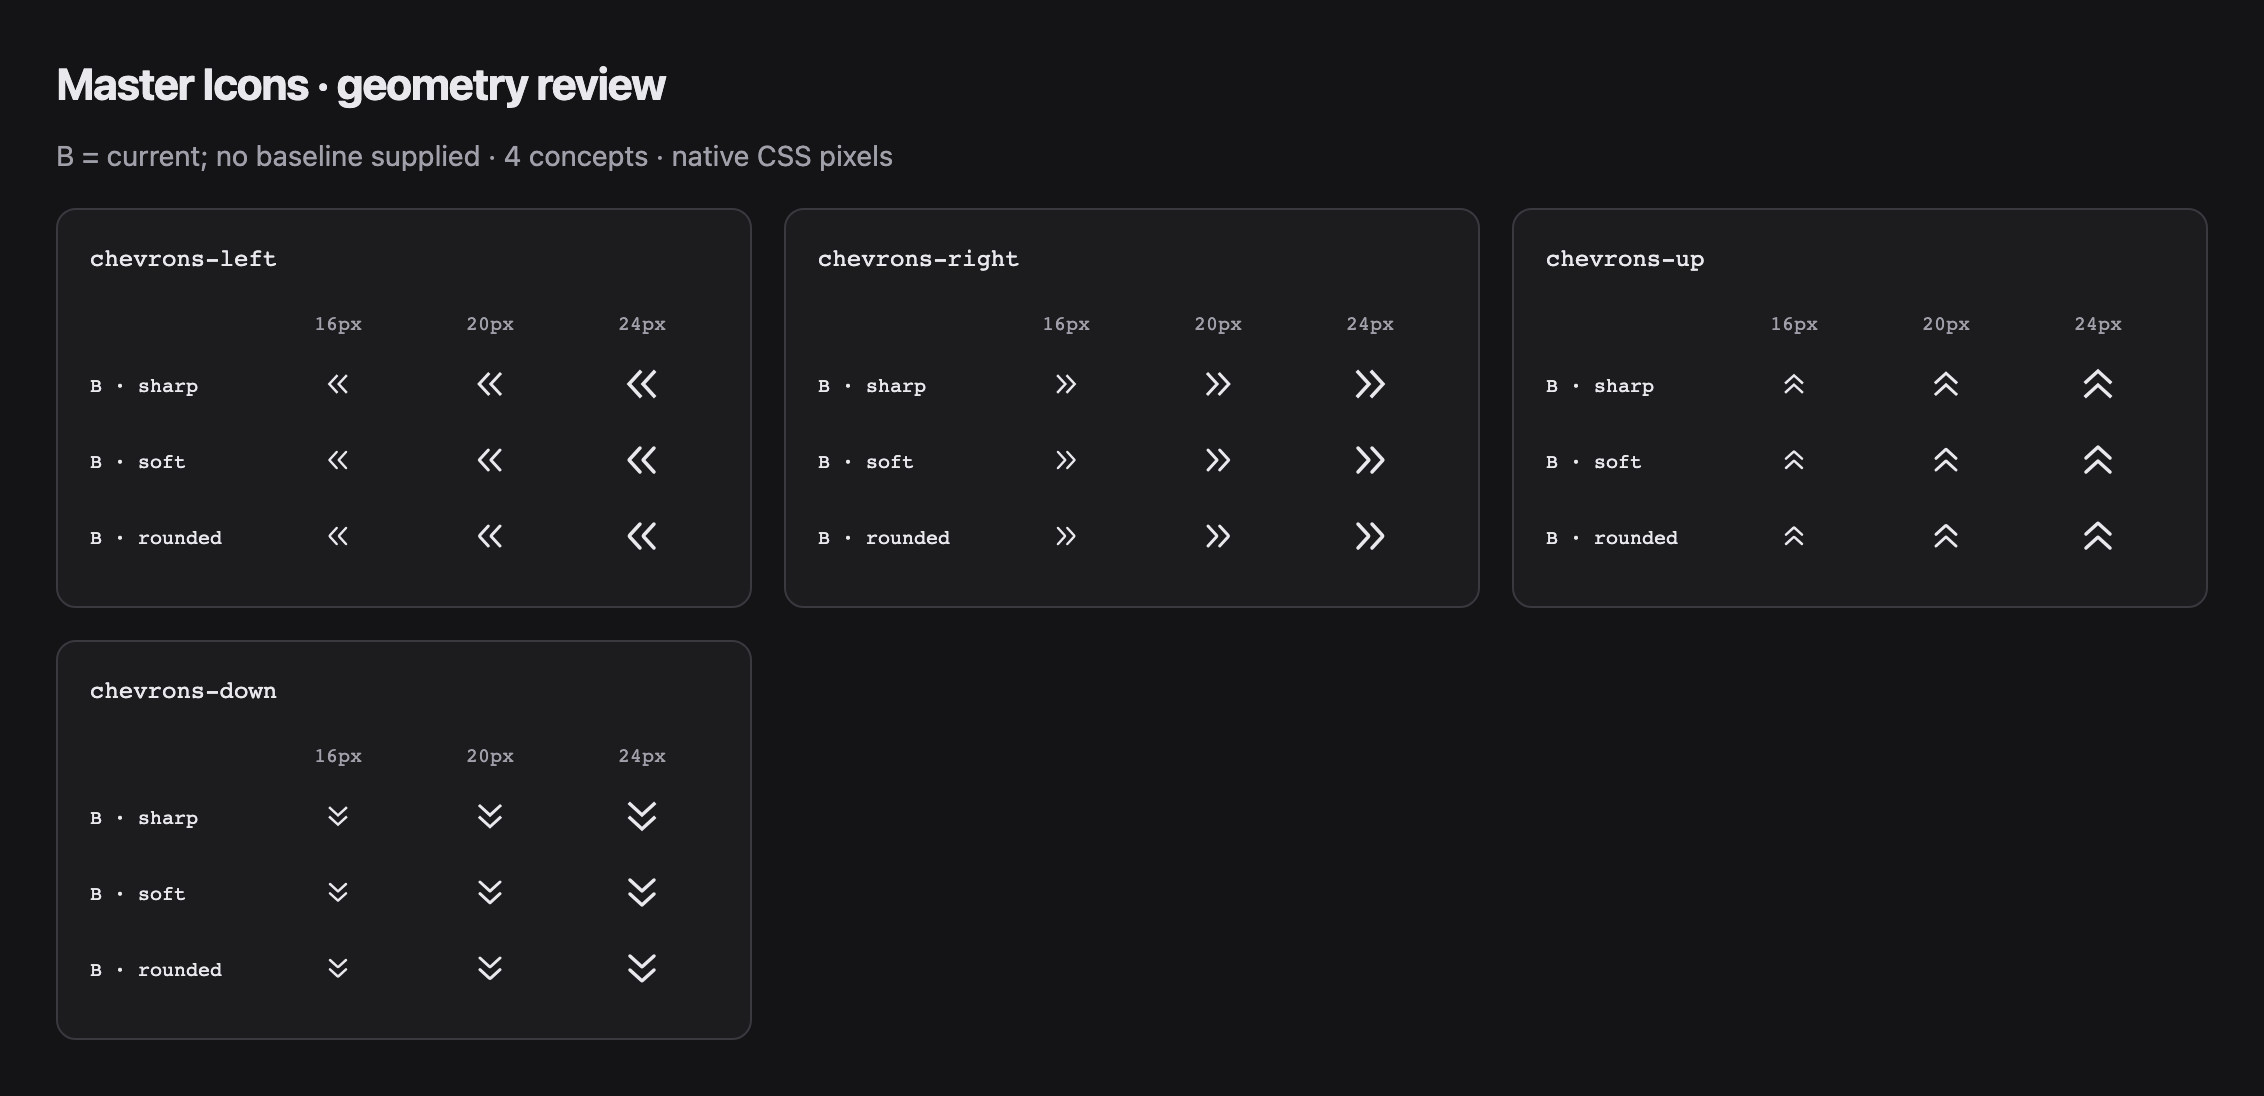 Master Icons · geometry review
B = current; no baseline supplied · 4 concepts · native CSS pixels
chevrons-left
16px 20px 24px
B · sharp
B · soft
B · rounded
chevrons-right
16px 20px 24px
B · sharp
B · soft
B · rounded
chevrons-up
16px 20px 24px
B · sharp
B · soft
B · rounded
chevrons-down
16px 20px 24px
B · sharp
B · soft
B · rounded